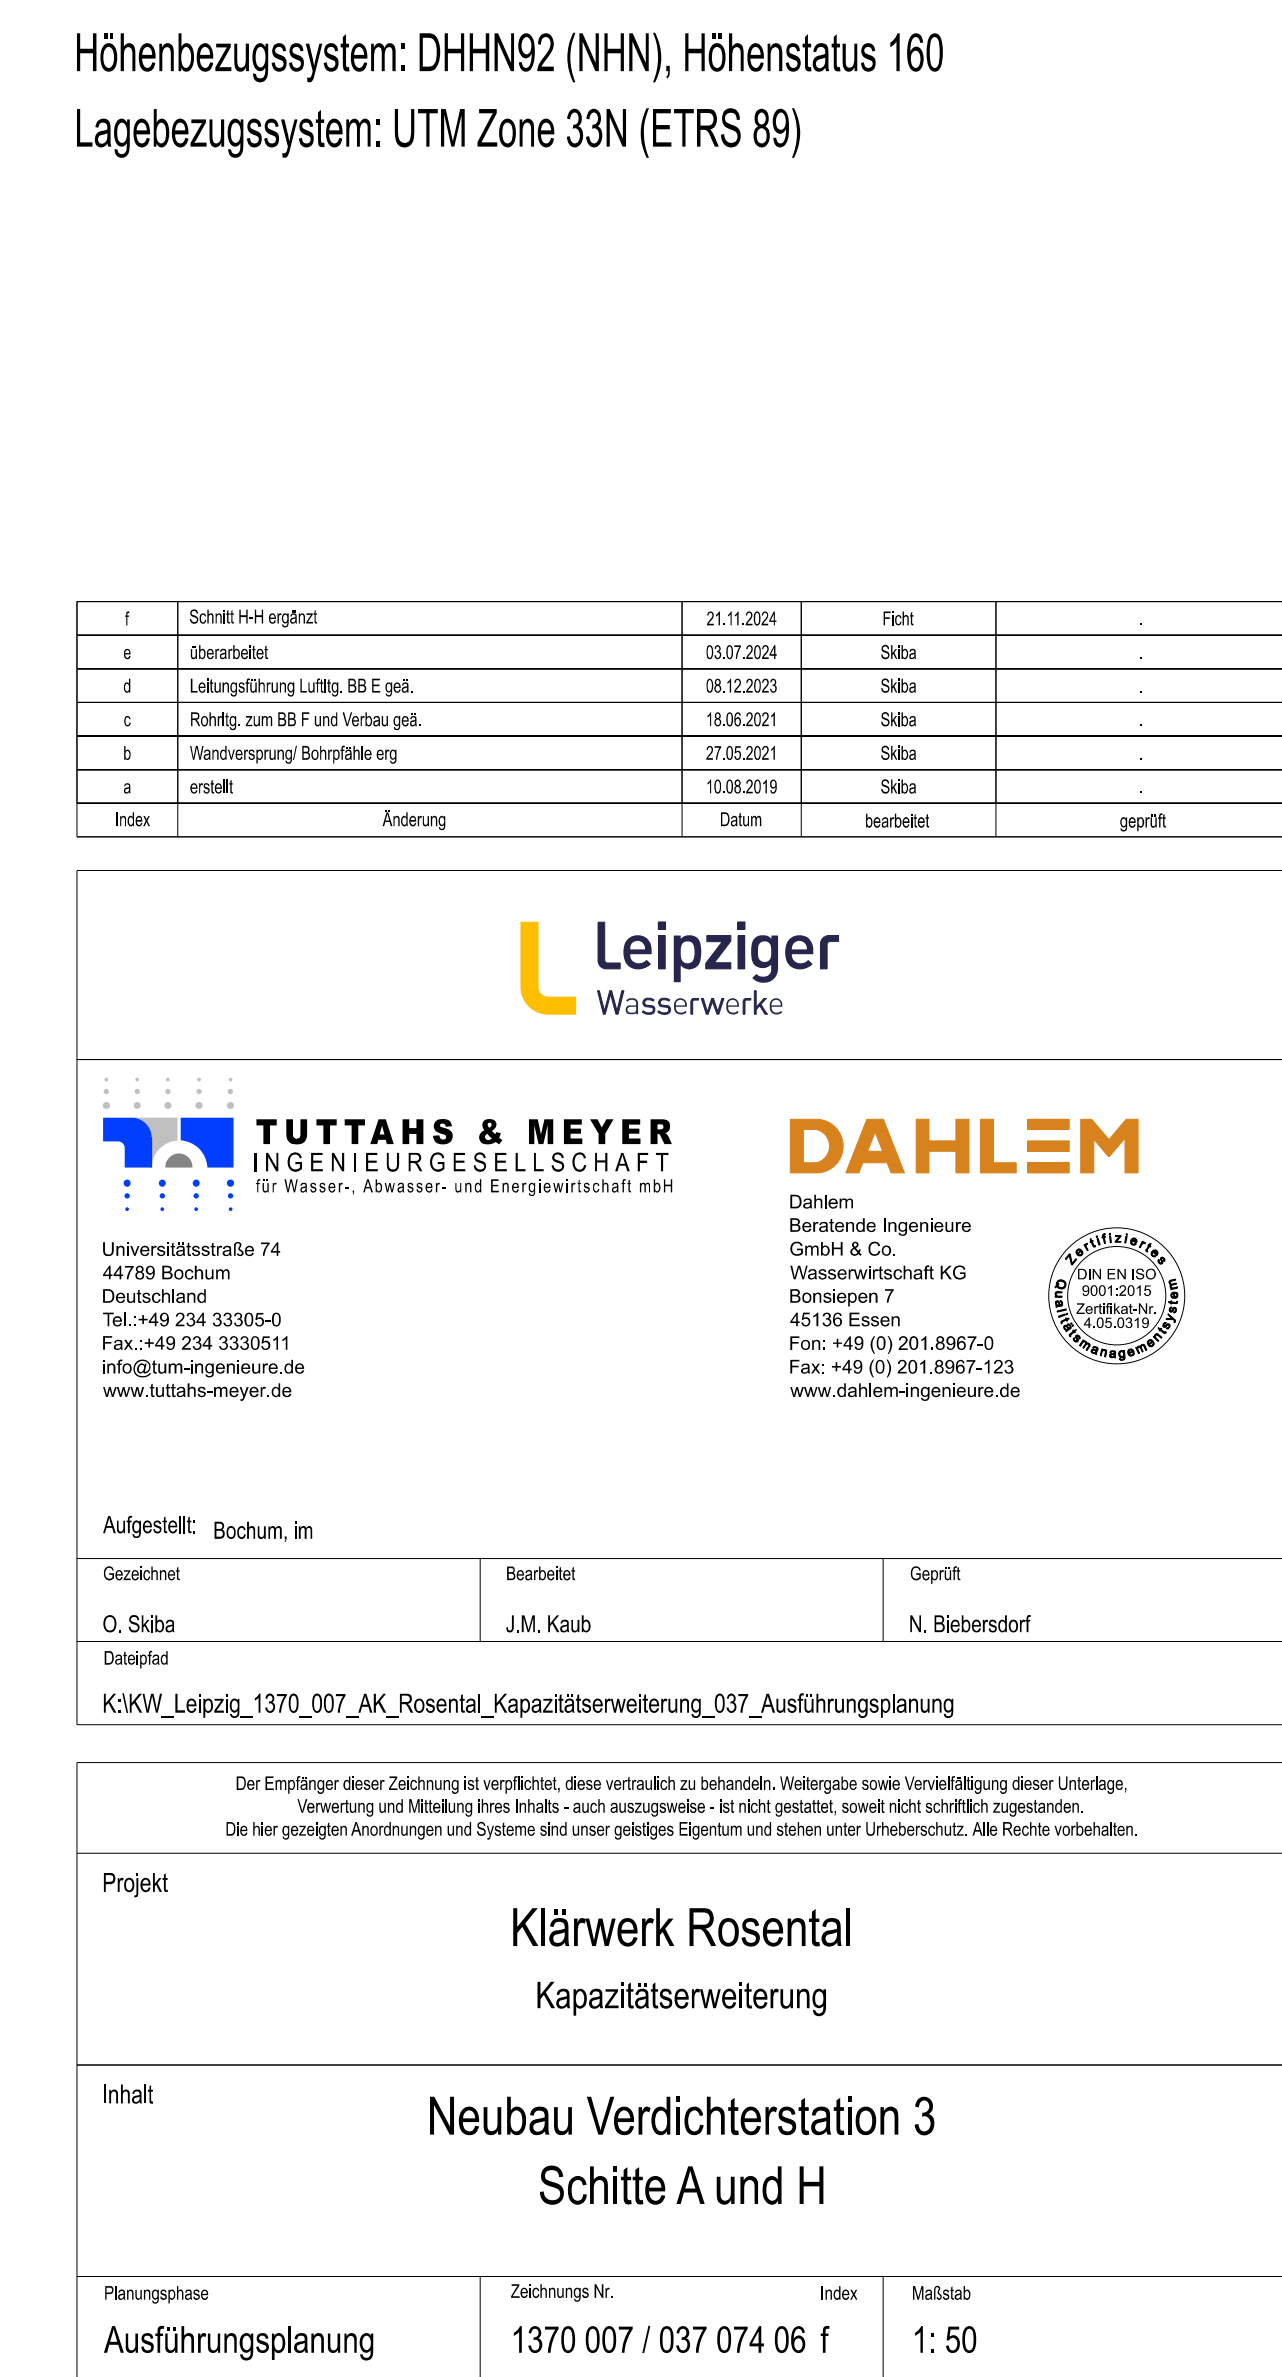 Höhenbezugssystem: DHHN92 (NHN), Höhenstatus 160
Lagebezugssystem: UTM Zone 33N (ETRS 89)
f Schnitt H-H ergänzt 21.11.2024 Ficht .
e überarbeitet 03.07.2024 Skiba .
d Leitungsführung Luftltg. BB E geä. 08.12.2023 Skiba .
c Rohrltg. zum BB F und Verbau geä. 18.06.2021 Skiba .
b Wandversprung/ Bohrpfähle erg 27.05.2021 Skiba .
a erstellt 10.08.2019 Skiba .
Index Änderung Datum bearbeitet geprüft
Leipziger
Wasserwerke
TUTTAHS & MEYER
INGENIEURGESELLSCHAFT
für Wasser-, Abwasser- und Energiewirtschaft mbH
Universitätsstraße 74
44789 Bochum
Deutschland
Tel.:+49 234 33305-0
Fax.:+49 234 3330511
info@tum-ingenieure.de
www.tuttahs-meyer.de
DAHLEM
Dahlem
Beratende Ingenieure
GmbH & Co.
Wasserwirtschaft KG
Bonsiepen 7
45136 Essen
Fon: +49 (0) 201.8967-0
Fax: +49 (0) 201.8967-123
www.dahlem-ingenieure.de
Zertifiziertes
Qualitätsmanagementsystem
DIN EN ISO
9001:2015
Zertifikat-Nr.
4.05.0319
Aufgestellt: Bochum, im
Gezeichnet Bearbeitet Geprüft
O. Skiba J.M. Kaub N. Biebersdorf
Dateipfad
K:\KW_Leipzig_1370_007_AK_Rosental_Kapazitätserweiterung_037_Ausführungsplanung
Der Empfänger dieser Zeichnung ist verpflichtet, diese vertraulich zu behandeln. Weitergabe sowie Vervielfältigung dieser Unterlage,
Verwertung und Mitteilung ihres Inhalts - auch auszugsweise - ist nicht gestattet, soweit nicht schriftlich zugestanden.
Die hier gezeigten Anordnungen und Systeme sind unser geistiges Eigentum und stehen unter Urheberschutz. Alle Rechte vorbehalten.
Projekt
Klärwerk Rosental
Kapazitätserweiterung
Inhalt
Neubau Verdichterstation 3
Schitte A und H
Planungsphase Zeichnungs Nr. Index Maßstab
Ausführungsplanung 1370 007 / 037 074 06 f 1: 50